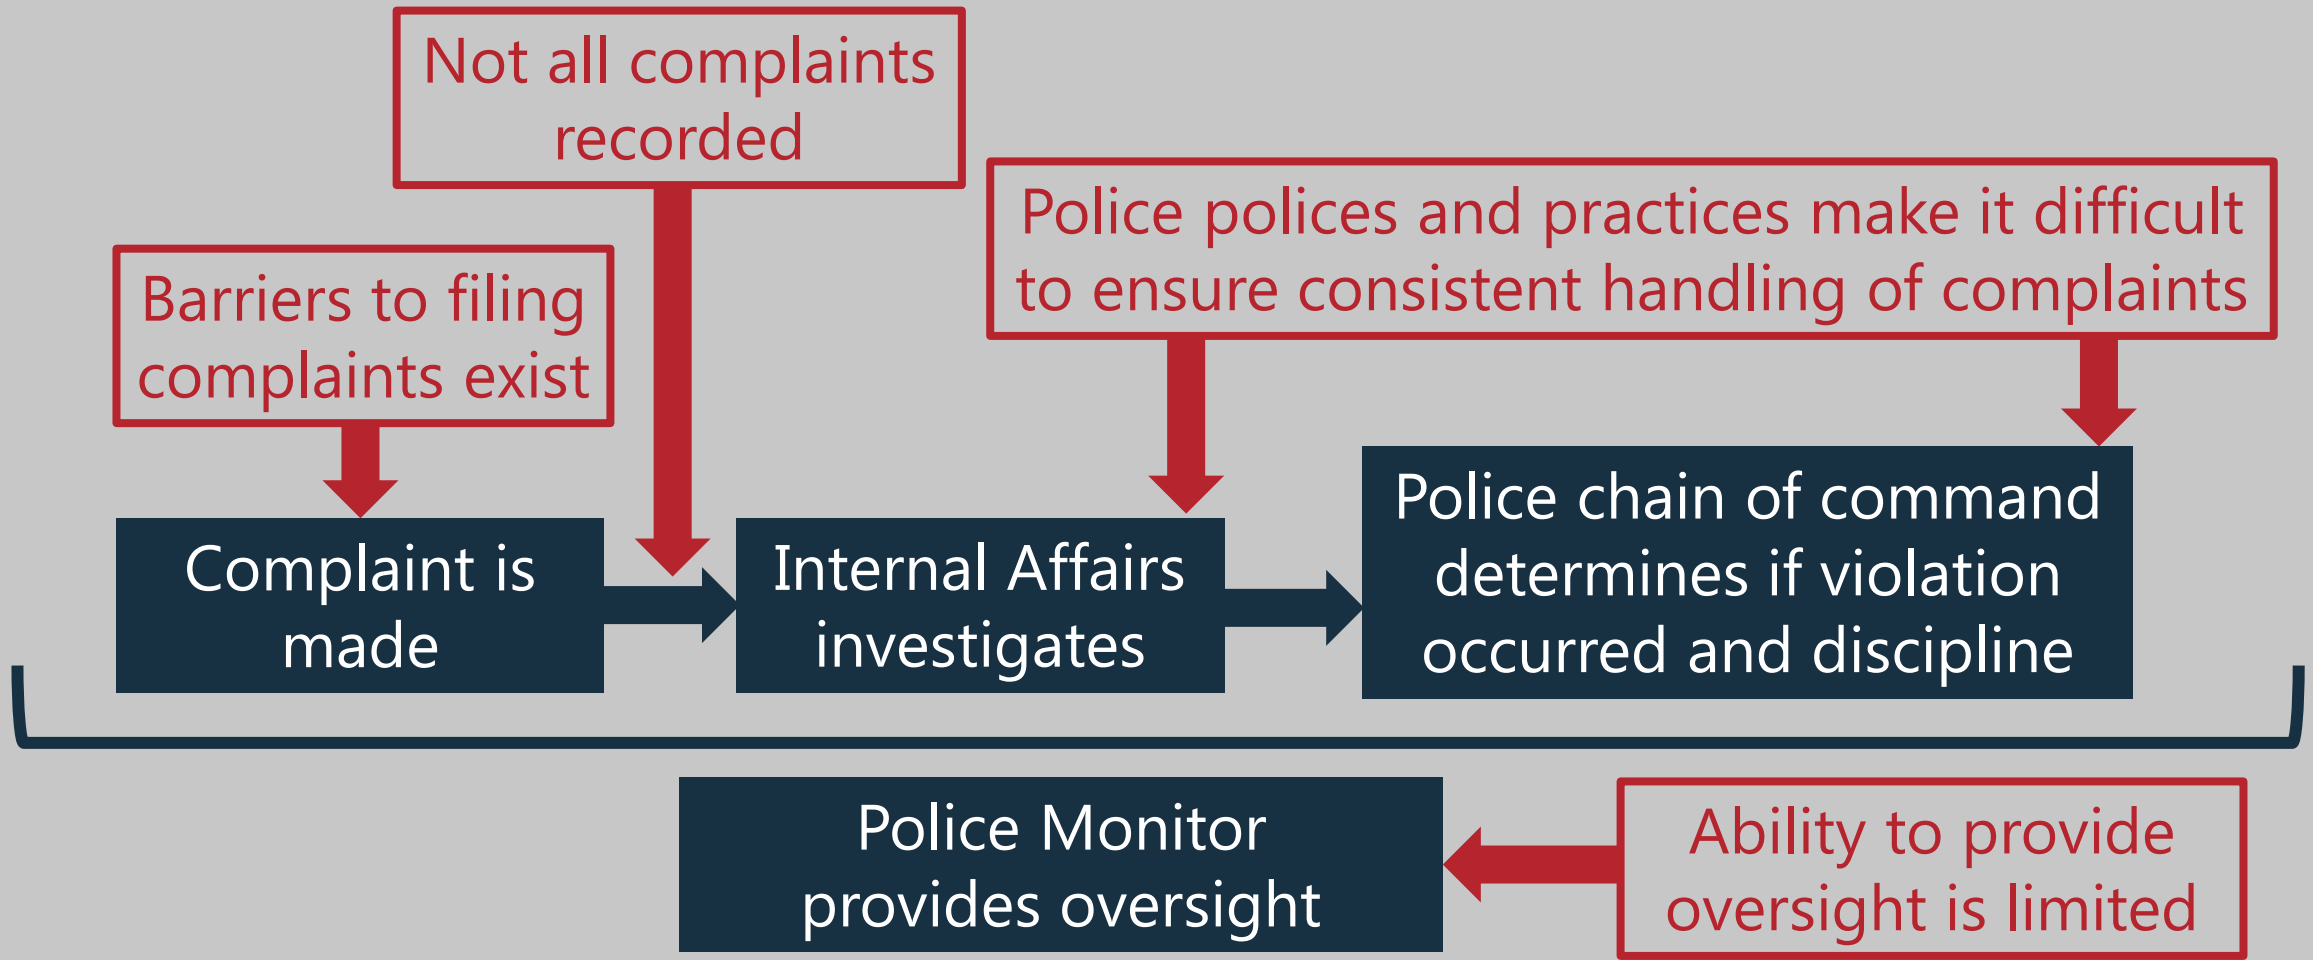 Not all complaints
recorded
Police polices and practices make it difficult
to ensure consistent handling of complaints
Barriers to filing
complaints exist
Complaint is
made
Internal Affairs
investigates
Police chain of command
determines if violation
occurred and discipline
Police Monitor
provides oversight
Ability to provide
oversight is limited